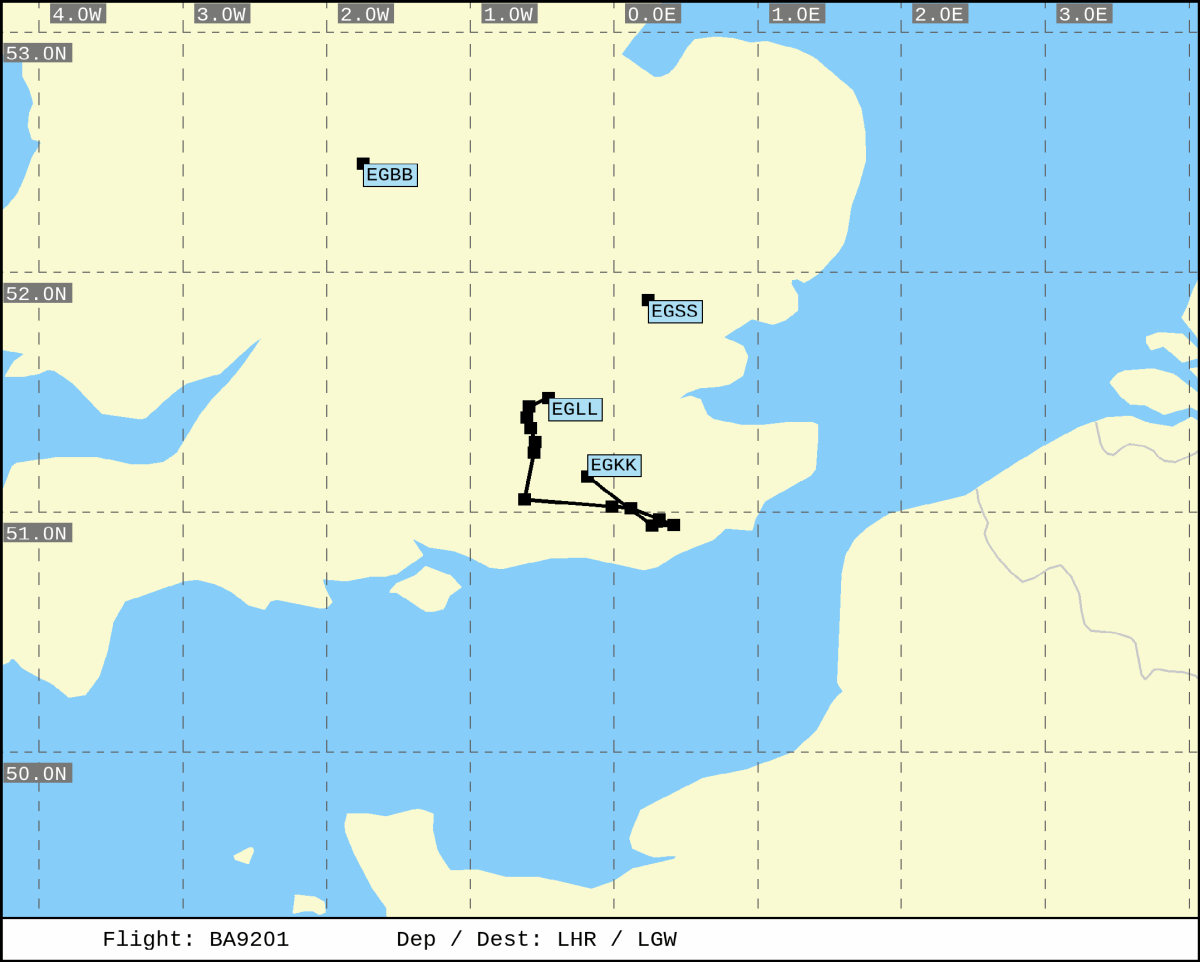 4.0W 3.0W 2.0W 1.0W 0.0E 1.0E 2.0E 3.0E
53.0N
EGBB
52.0N
EGSS
EGLL
EGKK
51.0N
50.0N
Flight: BA9201 Dep / Dest: LHR / LGW